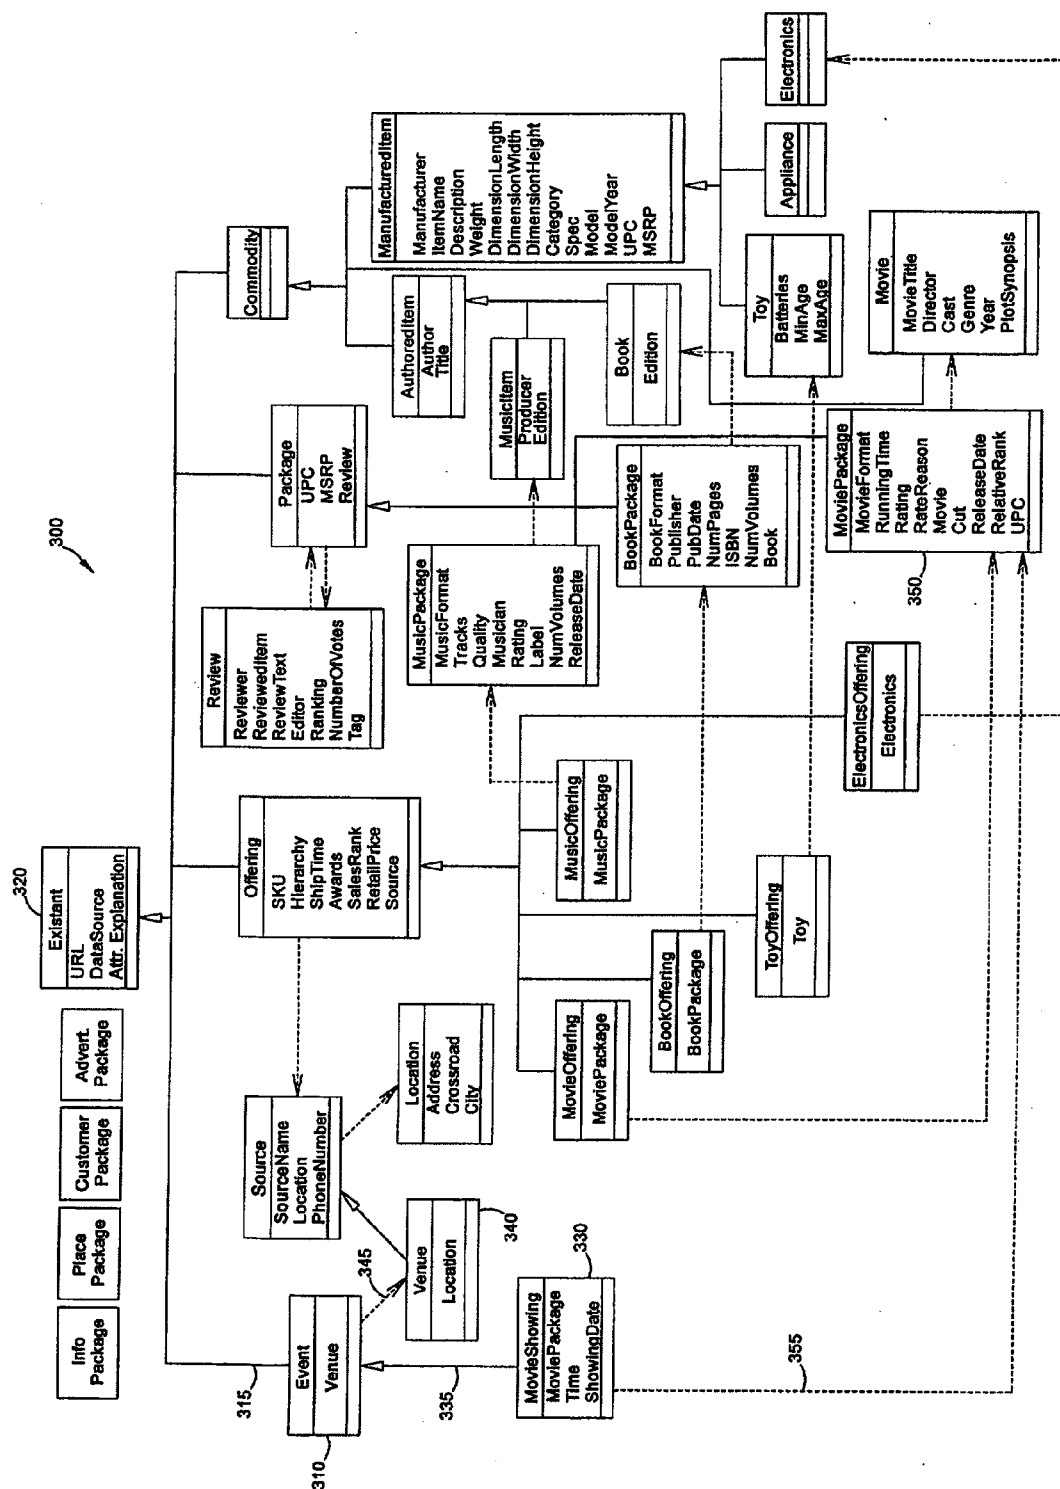 300
Info
Package
Place
Package
Customer
Package
Advert.
Package
320
Existant
URL
DataSource
Attr. Explanation
315
310
Event
Venue
345
Source
SourceName
Location
PhoneNumber
Offering
SKU
Hierarchy
ShipTime
Awards
SalesRank
RetailPrice
Source
Review
Reviewer
ReviewedItem
ReviewText
Editor
Ranking
NumberOfVotes
Tag
Package
UPC
MSRP
Review
Commodity
335
Venue
Location
340
Location
Address
Crossroad
City
MusicPackage
MusicFormat
Tracks
Quality
Musician
Rating
Label
NumVolumes
ReleaseDate
AuthoredItem
Author
Title
ManufacturedItem
Manufacturer
ItemName
Description
Weight
DimensionLength
DimensionWidth
DimensionHeight
Category
Spec
Model
ModelYear
UPC
MSRP
MovieShowing
MoviePackage
Time
ShowingDate
330
MovieOffering
MoviePackage
BookOffering
BookPackage
MusicOffering
MusicPackage
MusicItem
Producer
Edition
BookPackage
BookFormat
Publisher
PubDate
NumPages
ISBN
NumVolumes
Book
Book
Edition
ToyOffering
Toy
Toy
Batteries
MinAge
MaxAge
Appliance
Electronics
355
ElectronicsOffering
Electronics
350
MoviePackage
MovieFormat
RunningTime
Rating
RateReason
Movie
Cut
ReleaseDate
RelativeRank
UPC
Movie
MovieTitle
Director
Cast
Genre
Year
PlotSynopsis